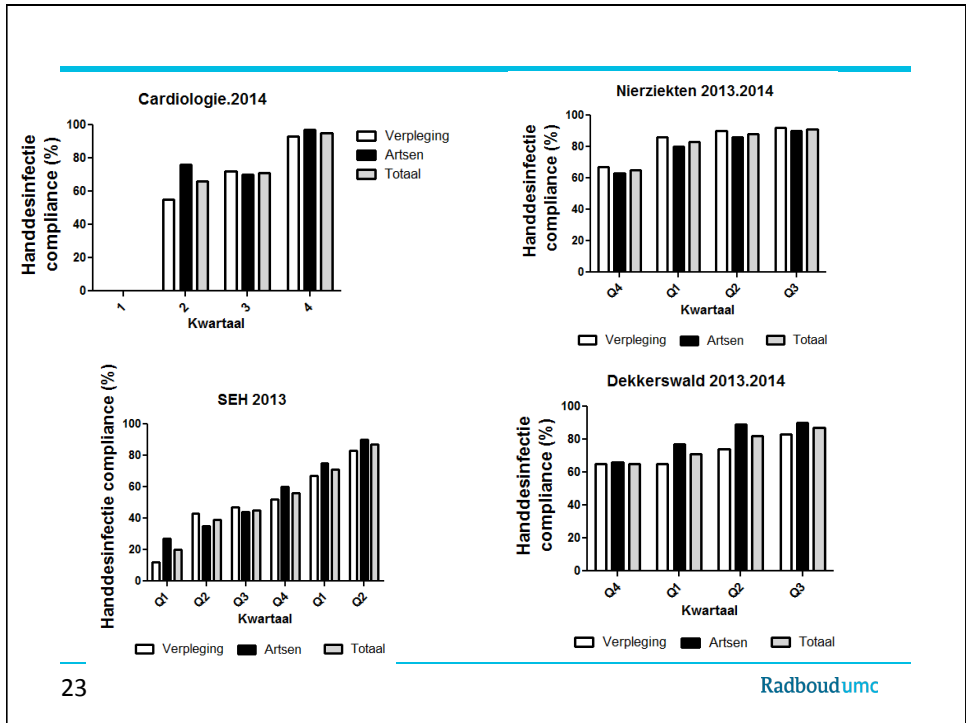 Cardiologie.2014
Handdesinfectie
compliance (%)
100
80
60
40
20
0
1 2 3 4
Kwartaal
Verpleging
Artsen
Totaal
Nierziekten 2013.2014
Handdesinfectie
compliance (%)
100
80
60
40
20
0
Q4 Q1 Q2 Q3
Kwartaal
Verpleging Artsen Totaal
SEH 2013
Handdesinfectie compliance (%)
100
80
60
40
20
0
Q1 Q2 Q3 Q4 Q1 Q2
Kwartaal
Verpleging Artsen Totaal
Dekkerswald 2013.2014
Handdesinfectie
compliance (%)
100
80
60
40
20
0
Q4 Q1 Q2 Q3
Kwartaal
Verpleging Artsen Totaal
23
Radboudumc